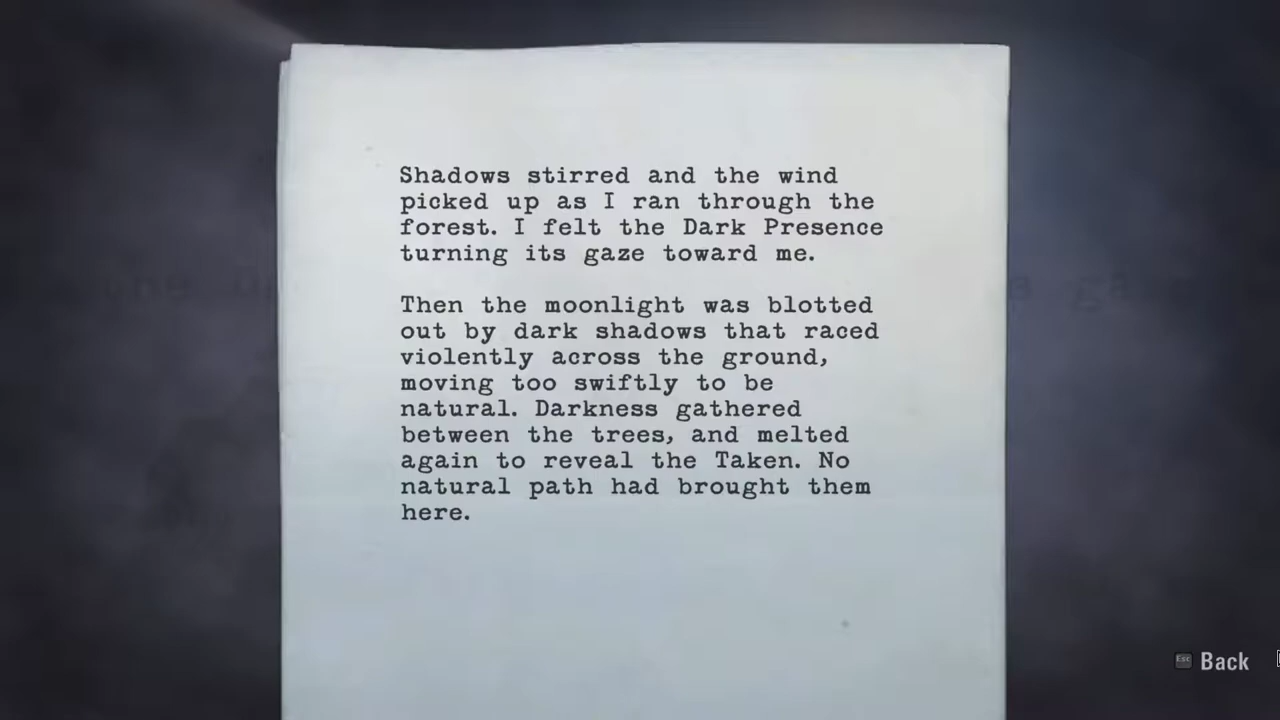 Shadows stirred and the wind
picked up as I ran through the
forest. I felt the Dark Presence
turning its gaze toward me.
Then the moonlight was blotted
out by dark shadows that raced
violently across the ground,
moving too swiftly to be
natural. Darkness gathered
between the trees, and melted
again to reveal the Taken. No
natural path had brought them
here.
Esc Back